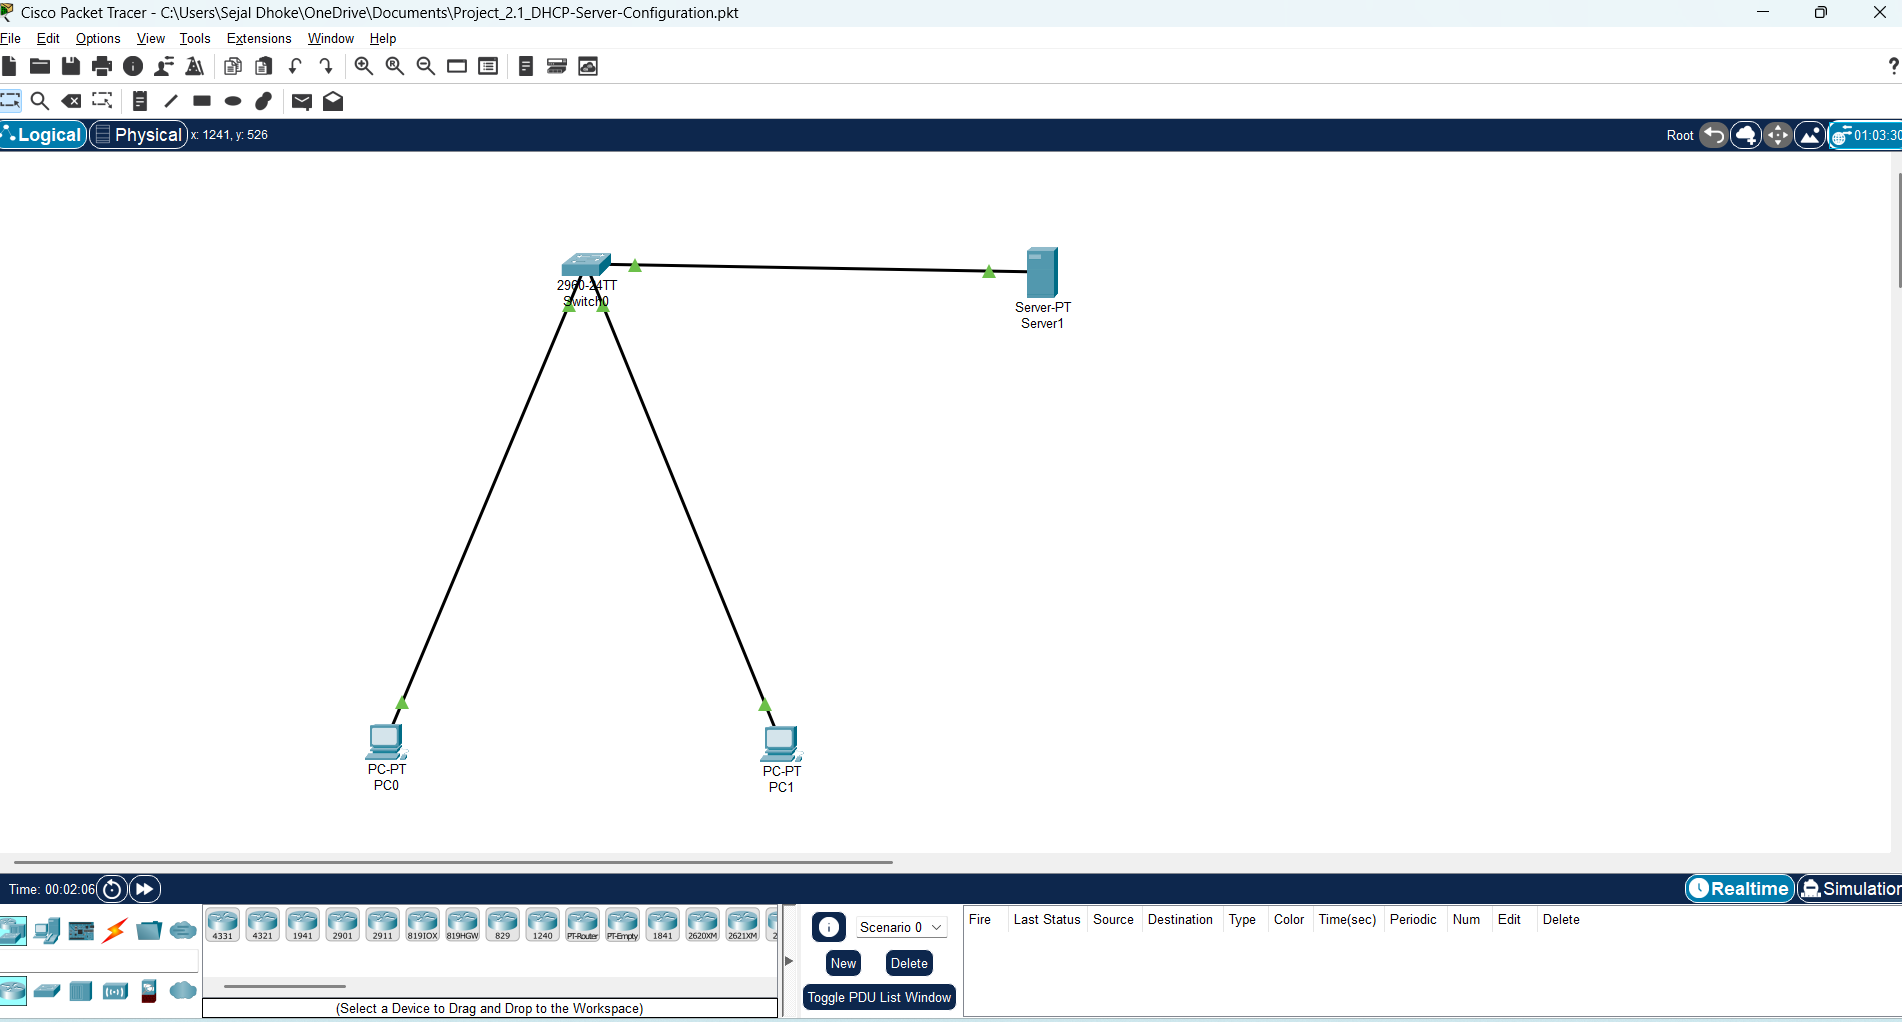 Cisco Packet Tracer - C:\Users\Sejal Dhoke\OneDrive\Documents\Project_2.1_DHCP-Server-Configuration.pkt
File Edit Options View Tools Extensions Window Help
?
Logical Physical x: 1241, y: 526 Root 01:03:30
2960-24TT
Switch0
Server-PT
Server1
PC-PT
PC0
PC-PT
PC1
Time: 00:02:06 Realtime Simulation
4331 4321 1941 2901 2911 819IOX 819HGW 829 1240 PT-Router PT-Empty 1841 2620XM 2621XM 2
Scenario 0
New Delete
Toggle PDU List Window
Fire Last Status Source Destination Type Color Time(sec) Periodic Num Edit Delete
(Select a Device to Drag and Drop to the Workspace)